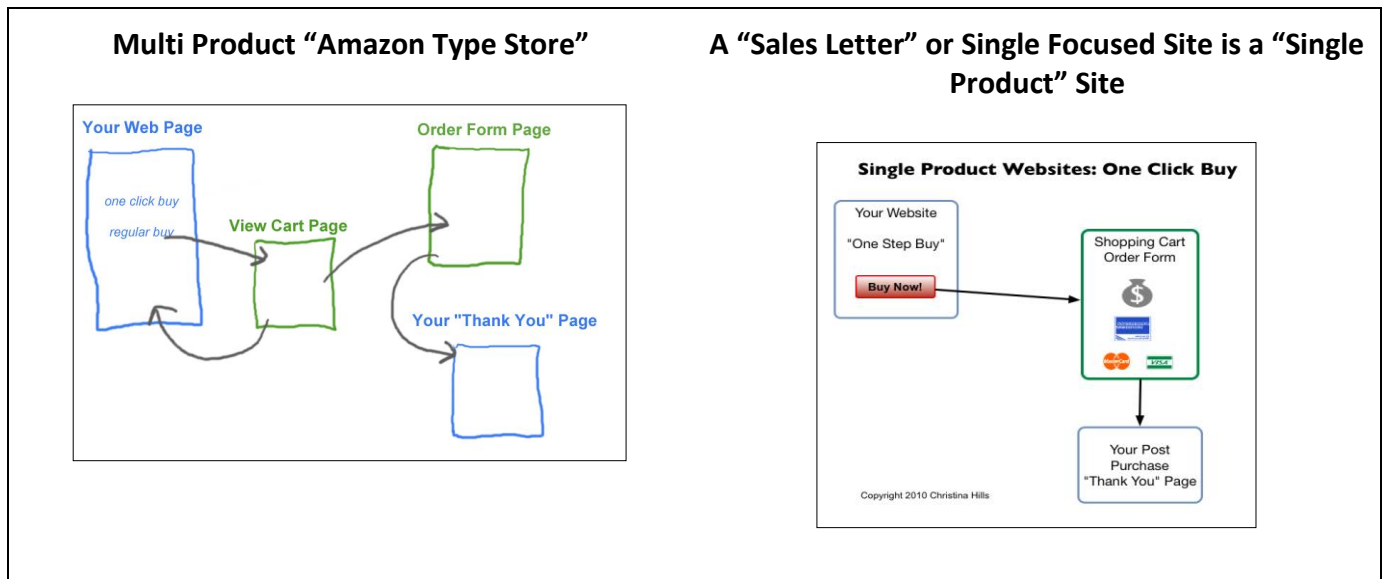 Multi Product “Amazon Type Store”
Your Web Page
one click buy
regular buy
View Cart Page
Order Form Page
Your "Thank You" Page
A “Sales Letter” or Single Focused Site is a “Single
Product” Site
Single Product Websites: One Click Buy
Your Website
"One Step Buy"
Buy Now!
Shopping Cart
Order Form
$
MasterCard
VISA
Your Post
Purchase
"Thank You" Page
Copyright 2010 Christina Hills